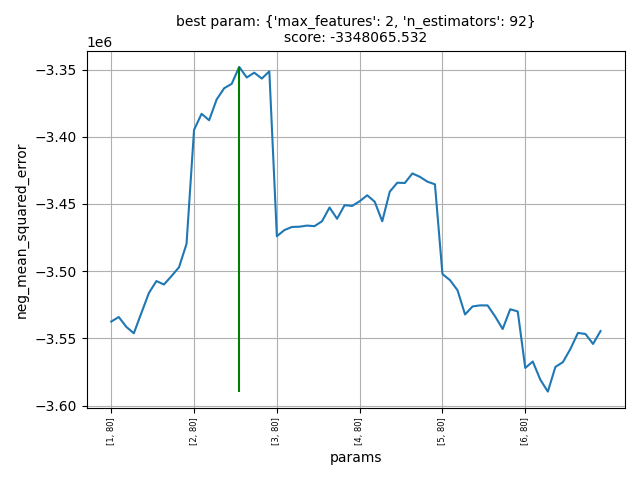 best param: {'max_features': 2, 'n_estimators': 92}
score: -3348065.532
1e6
−3.35
−3.40
−3.45
−3.50
−3.55
−3.60
neg_mean_squared_error
[1, 80]
[2, 80]
[3, 80]
[4, 80]
[5, 80]
[6, 80]
params